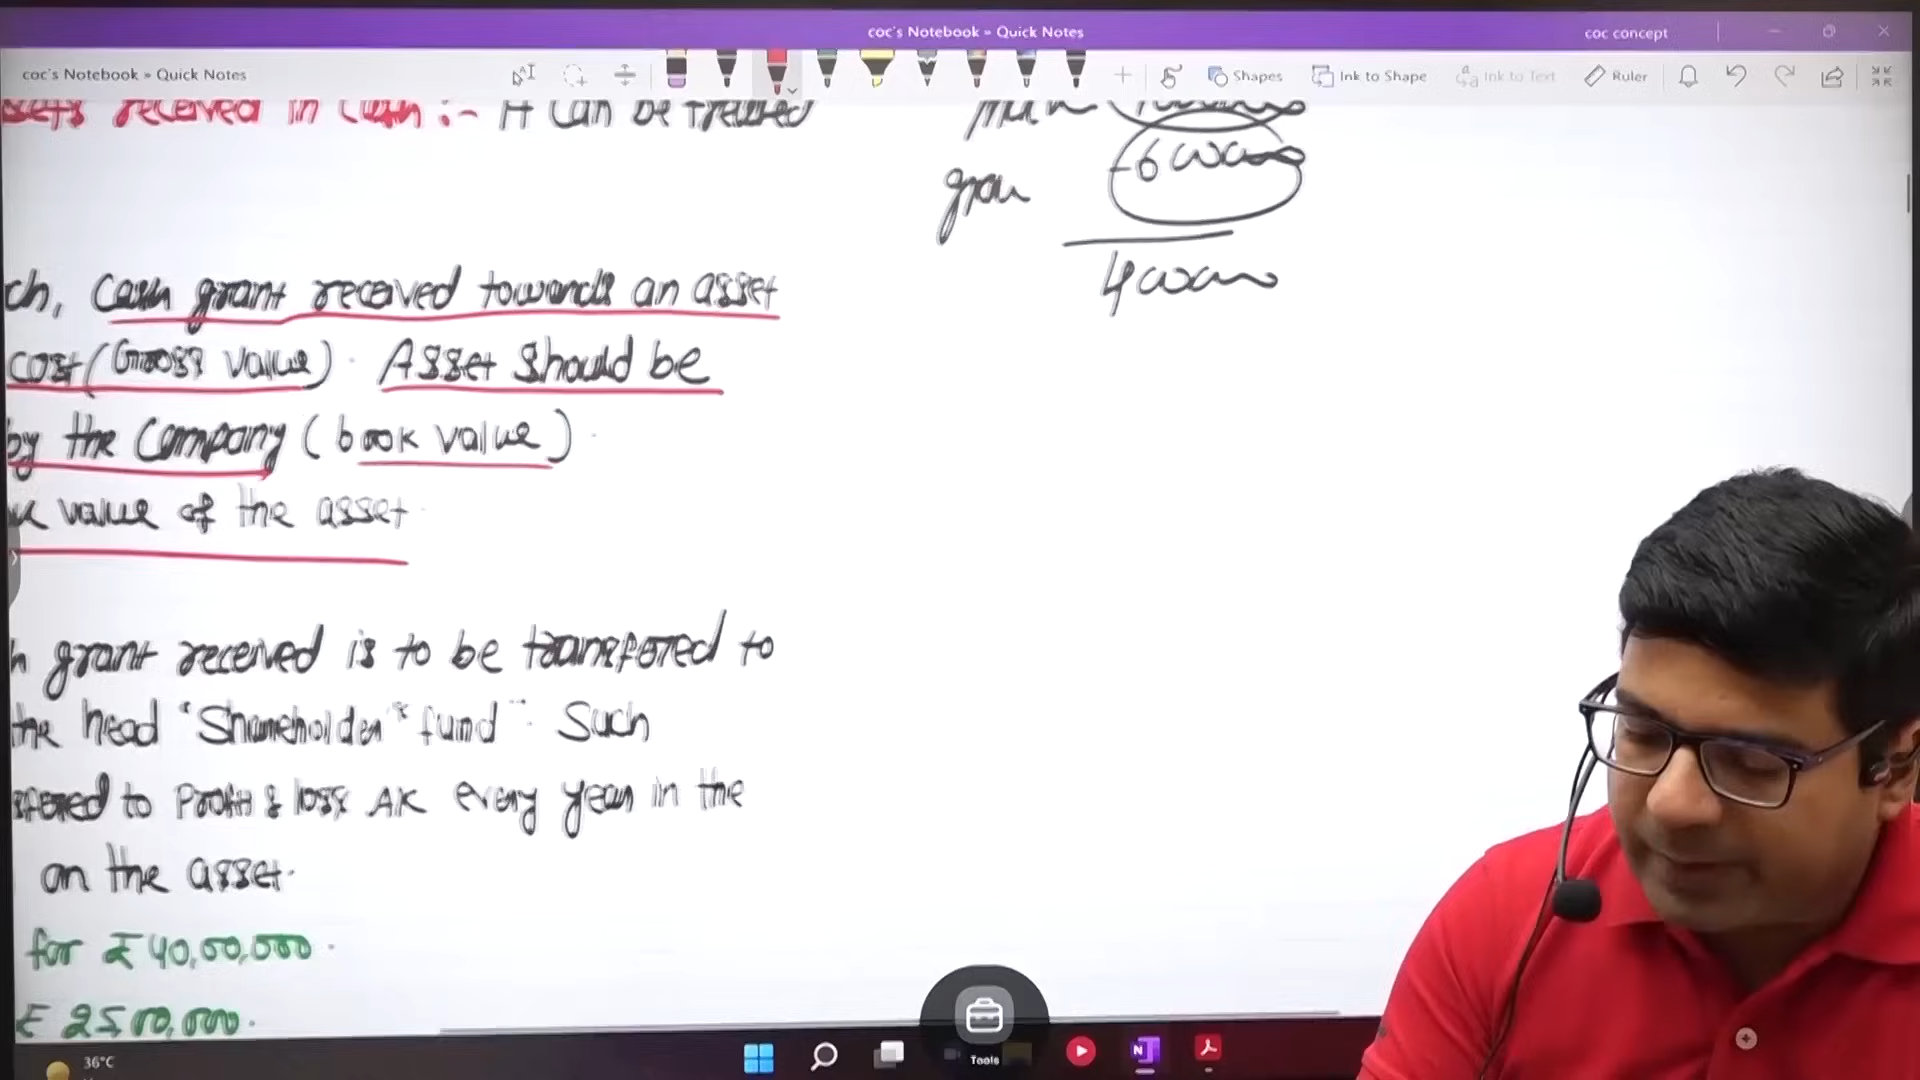 coc's Notebook » Quick Notes
coc concept
coc's Notebook » Quick Notes
Shapes
Ink to Shape
Ink to Text
Ruler
received in Cash :- It can be treated
6
4
ch, Cash grant received towards an asset
cost (Gross value). Asset should be
by the Company (book value)
value of the asset
grant received is to be transfered to
the head "Shareholder's fund". Such
to Profit & loss A/c every year in the
on the asset.
for ₹ 40,00,000.
₹ 25,00,000.
Tools
36°C